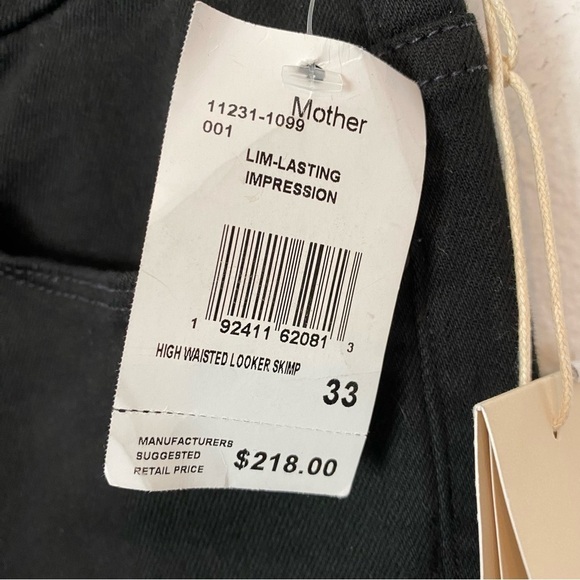 Mother
11231-1099
001
LIM-LASTING
IMPRESSION
1 92411 62081 3
HIGH WAISTED LOOKER SKIMP
33
MANUFACTURERS
SUGGESTED
RETAIL PRICE
$218.00